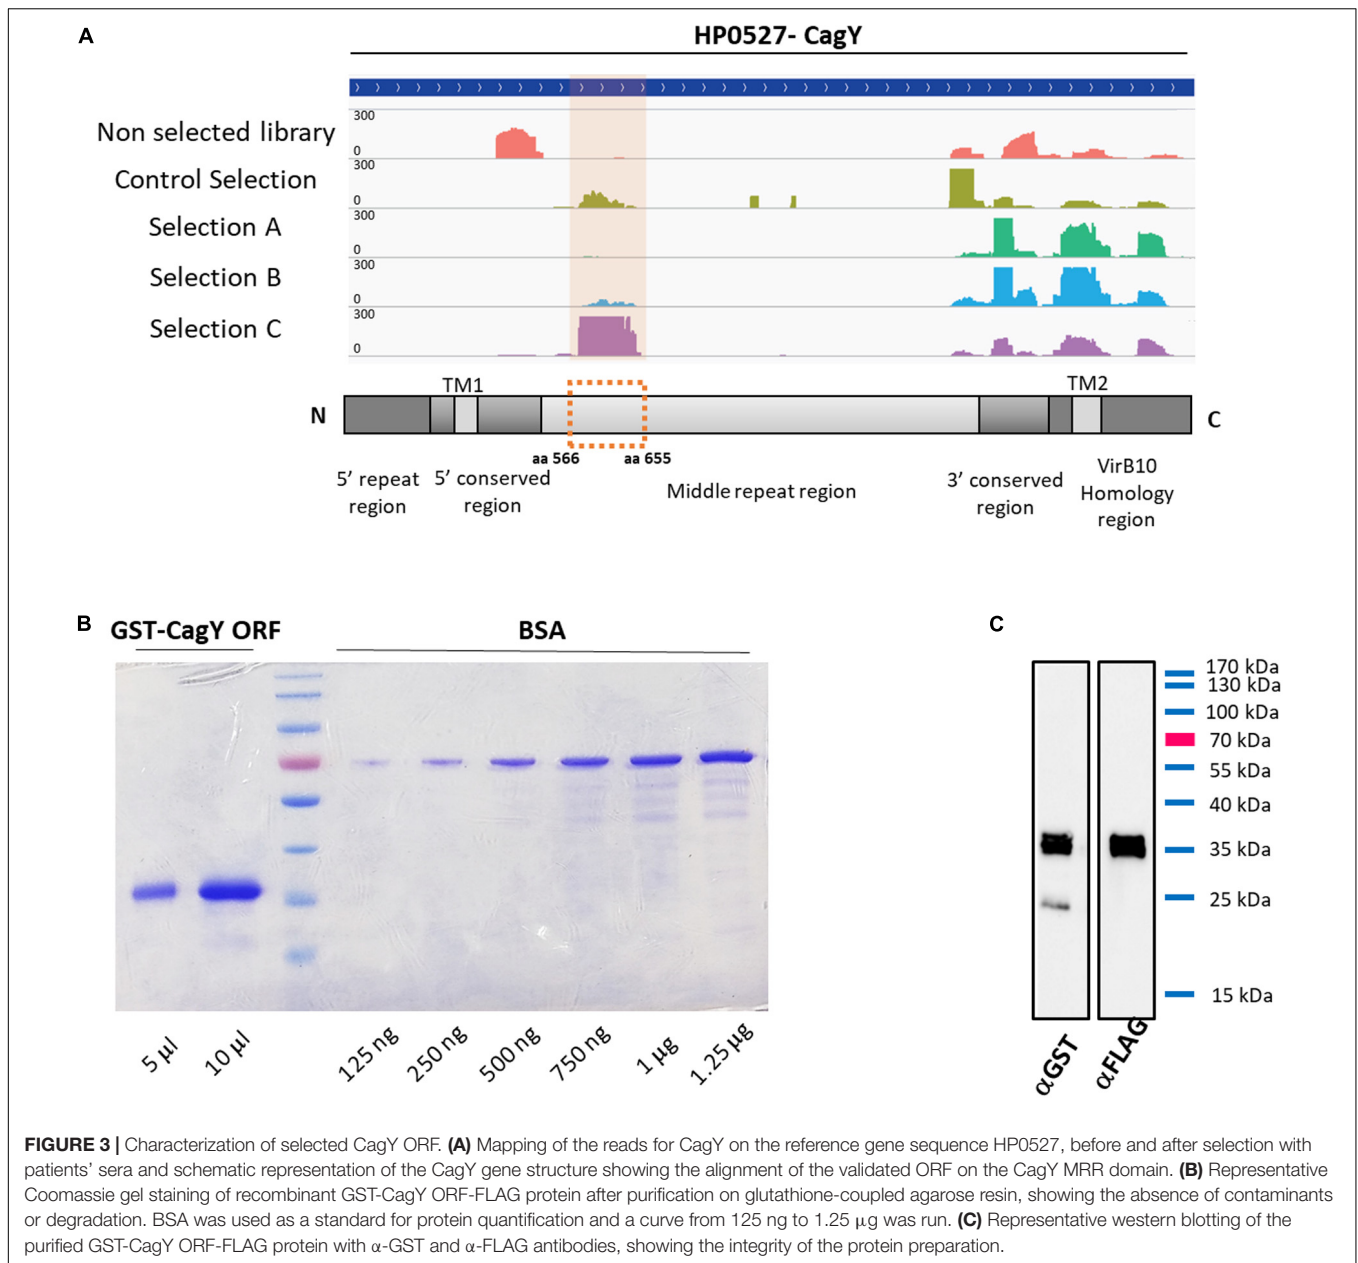 A
HP0527- CagY
Non selected library
300
0
Control Selection
300
0
Selection A
300
0
Selection B
300
0
Selection C
300
0
TM1
TM2
N
C
aa 566
aa 655
5’ repeat
region
5’ conserved
region
Middle repeat region
3’ conserved
region
VirB10
Homology
region
B
GST-CagY ORF
BSA
5 µl
10 µl
125 ng
250 ng
500 ng
750 ng
1 µg
1.25 µg
C
170 kDa
130 kDa
100 kDa
70 kDa
55 kDa
40 kDa
35 kDa
25 kDa
15 kDa
αGST
αFLAG
FIGURE 3 | Characterization of selected CagY ORF. (A) Mapping of the reads for CagY on the reference gene sequence HP0527, before and after selection with
patients’ sera and schematic representation of the CagY gene structure showing the alignment of the validated ORF on the CagY MRR domain. (B) Representative
Coomassie gel staining of recombinant GST-CagY ORF-FLAG protein after purification on glutathione-coupled agarose resin, showing the absence of contaminants
or degradation. BSA was used as a standard for protein quantification and a curve from 125 ng to 1.25 µg was run. (C) Representative western blotting of the
purified GST-CagY ORF-FLAG protein with α-GST and α-FLAG antibodies, showing the integrity of the protein preparation.